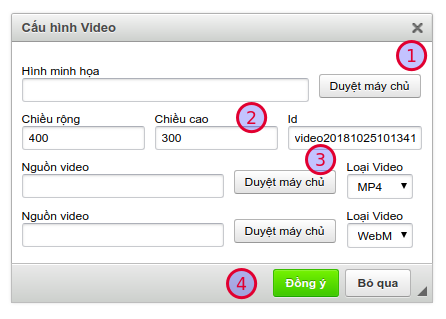 Cấu hình Video
1
Hình minh họa
Duyệt máy chủ
Chiều rộng Chiều cao 2 Id
400 300 video20181025101341
Nguồn video 3 Loại Video
Duyệt máy chủ MP4
Nguồn video Loại Video
Duyệt máy chủ WebM
4 Đồng ý Bỏ qua